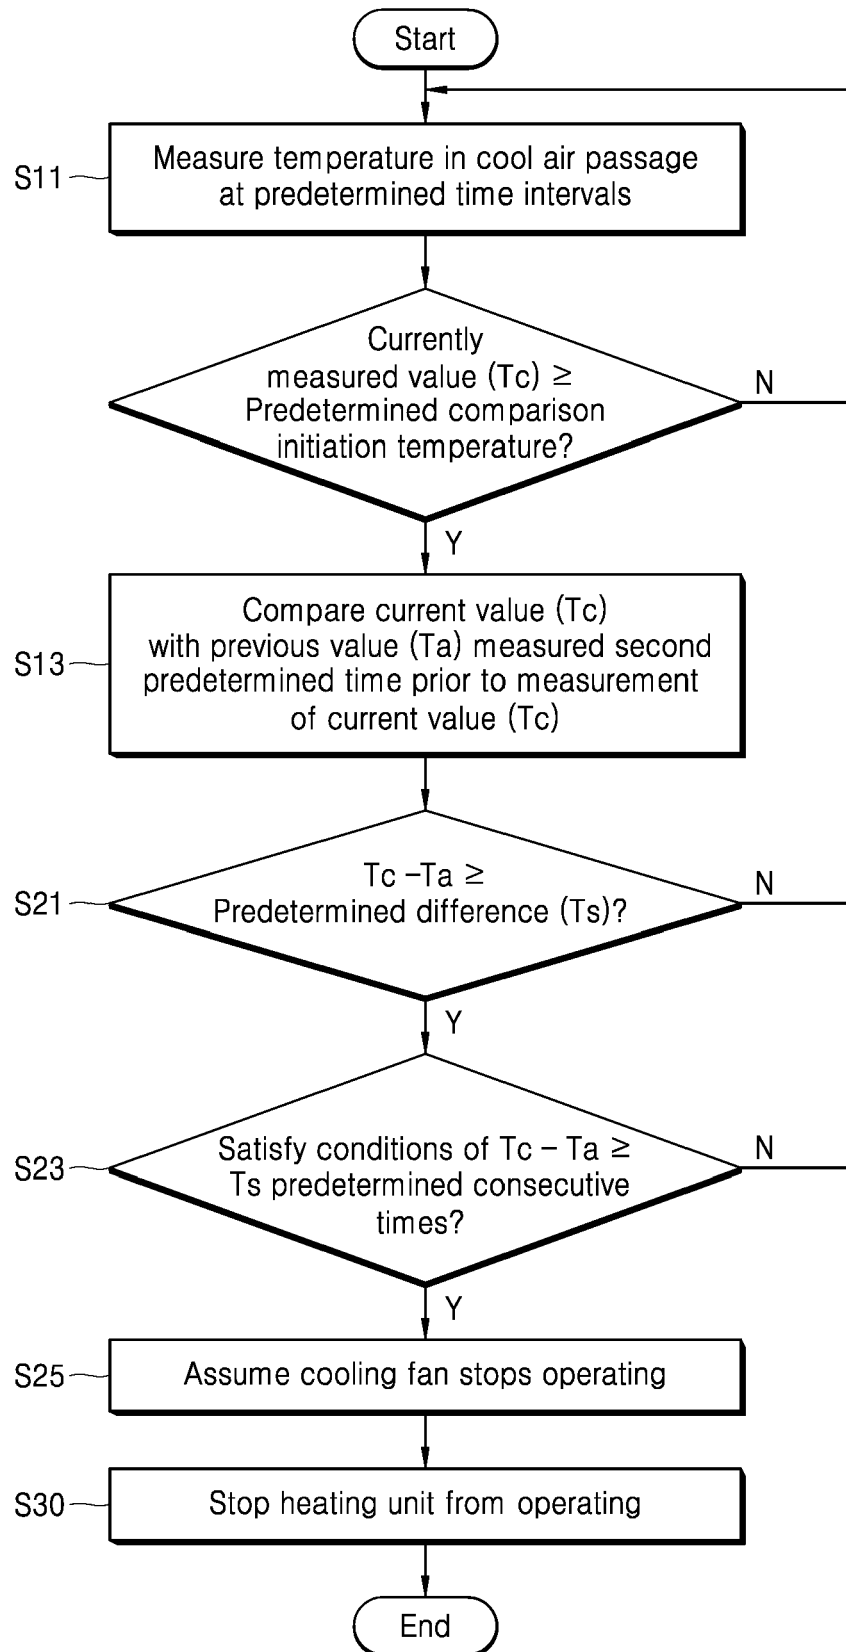 Start
S11
Measure temperature in cool air passage
at predetermined time intervals
Currently
measured value (Tc) ≥
Predetermined comparison
initiation temperature?
N
Y
S13
Compare current value (Tc)
with previous value (Ta) measured second
predetermined time prior to measurement
of current value (Tc)
S21
Tc –Ta ≥
Predetermined difference (Ts)?
N
Y
S23
Satisfy conditions of Tc – Ta ≥
Ts predetermined consecutive
times?
N
Y
S25
Assume cooling fan stops operating
S30
Stop heating unit from operating
End